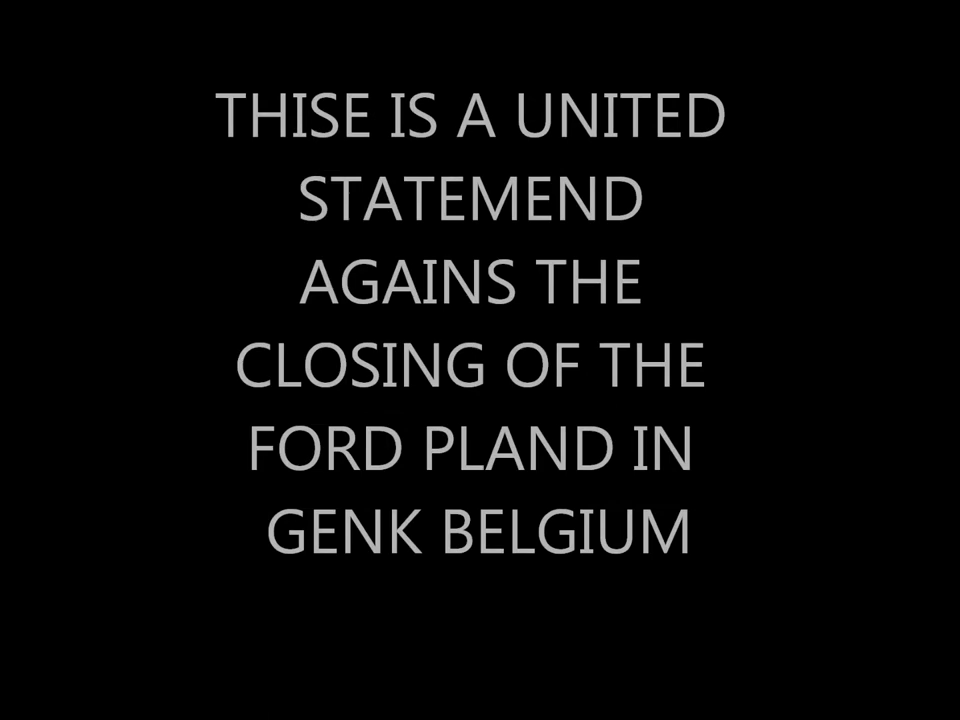 THISE IS A UNITED
STATEMEND
AGAINS THE
CLOSING OF THE
FORD PLAND IN
GENK BELGIUM